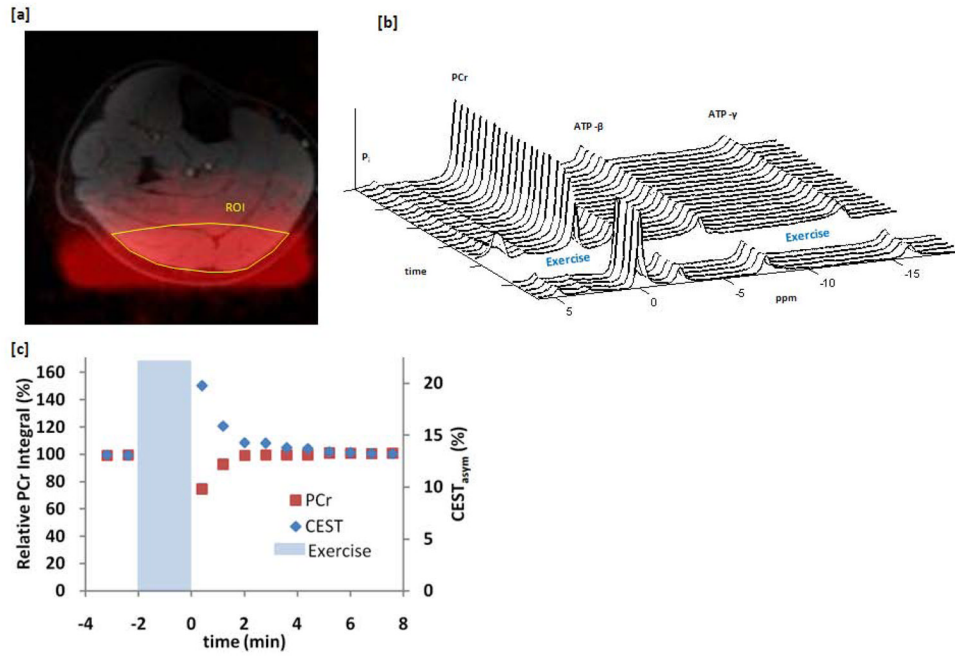 [a]
ROI
[b]
PCr
ATP -β
ATP -γ
Pi
Exercise
Exercise
time
5
0
-5
-10
-15
ppm
[c]
160
140
120
100
80
60
40
20
0
Relative PCr Integral (%)
PCr
CEST
Exercise
20
15
10
5
0
CESTasym (%)
-4
-2
0
2
4
6
8
time (min)